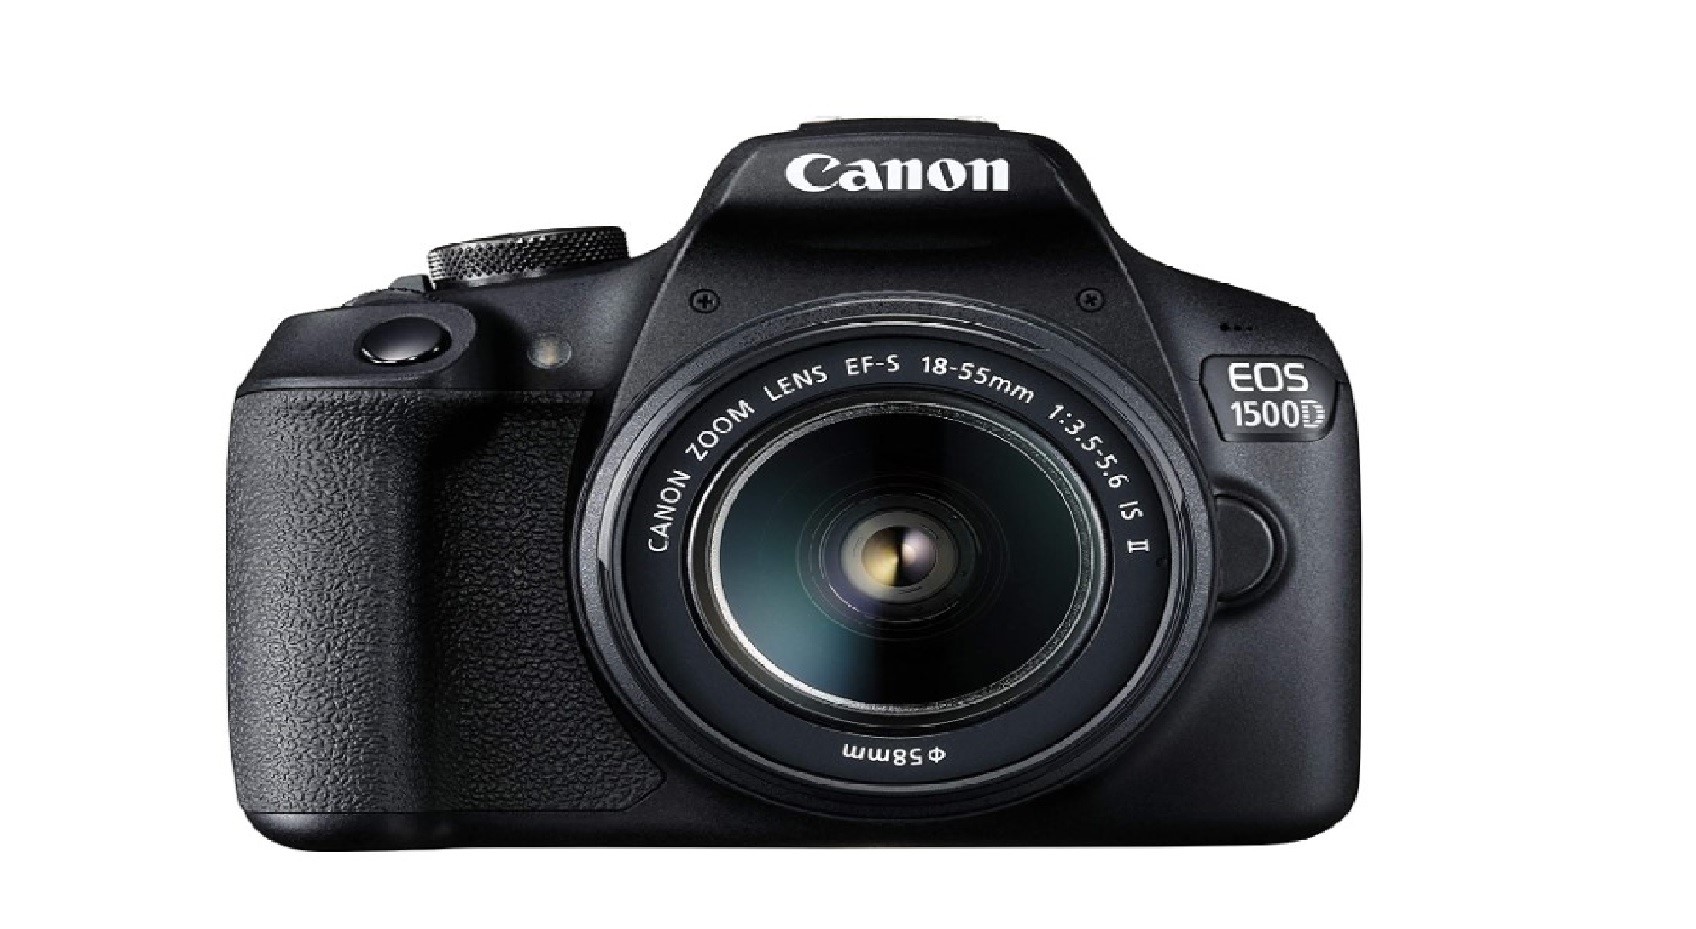 Canon
EOS
1500D
CANON ZOOM LENS EF-S 18-55mm 1:3.5-5.6 IS II
Φ58mm